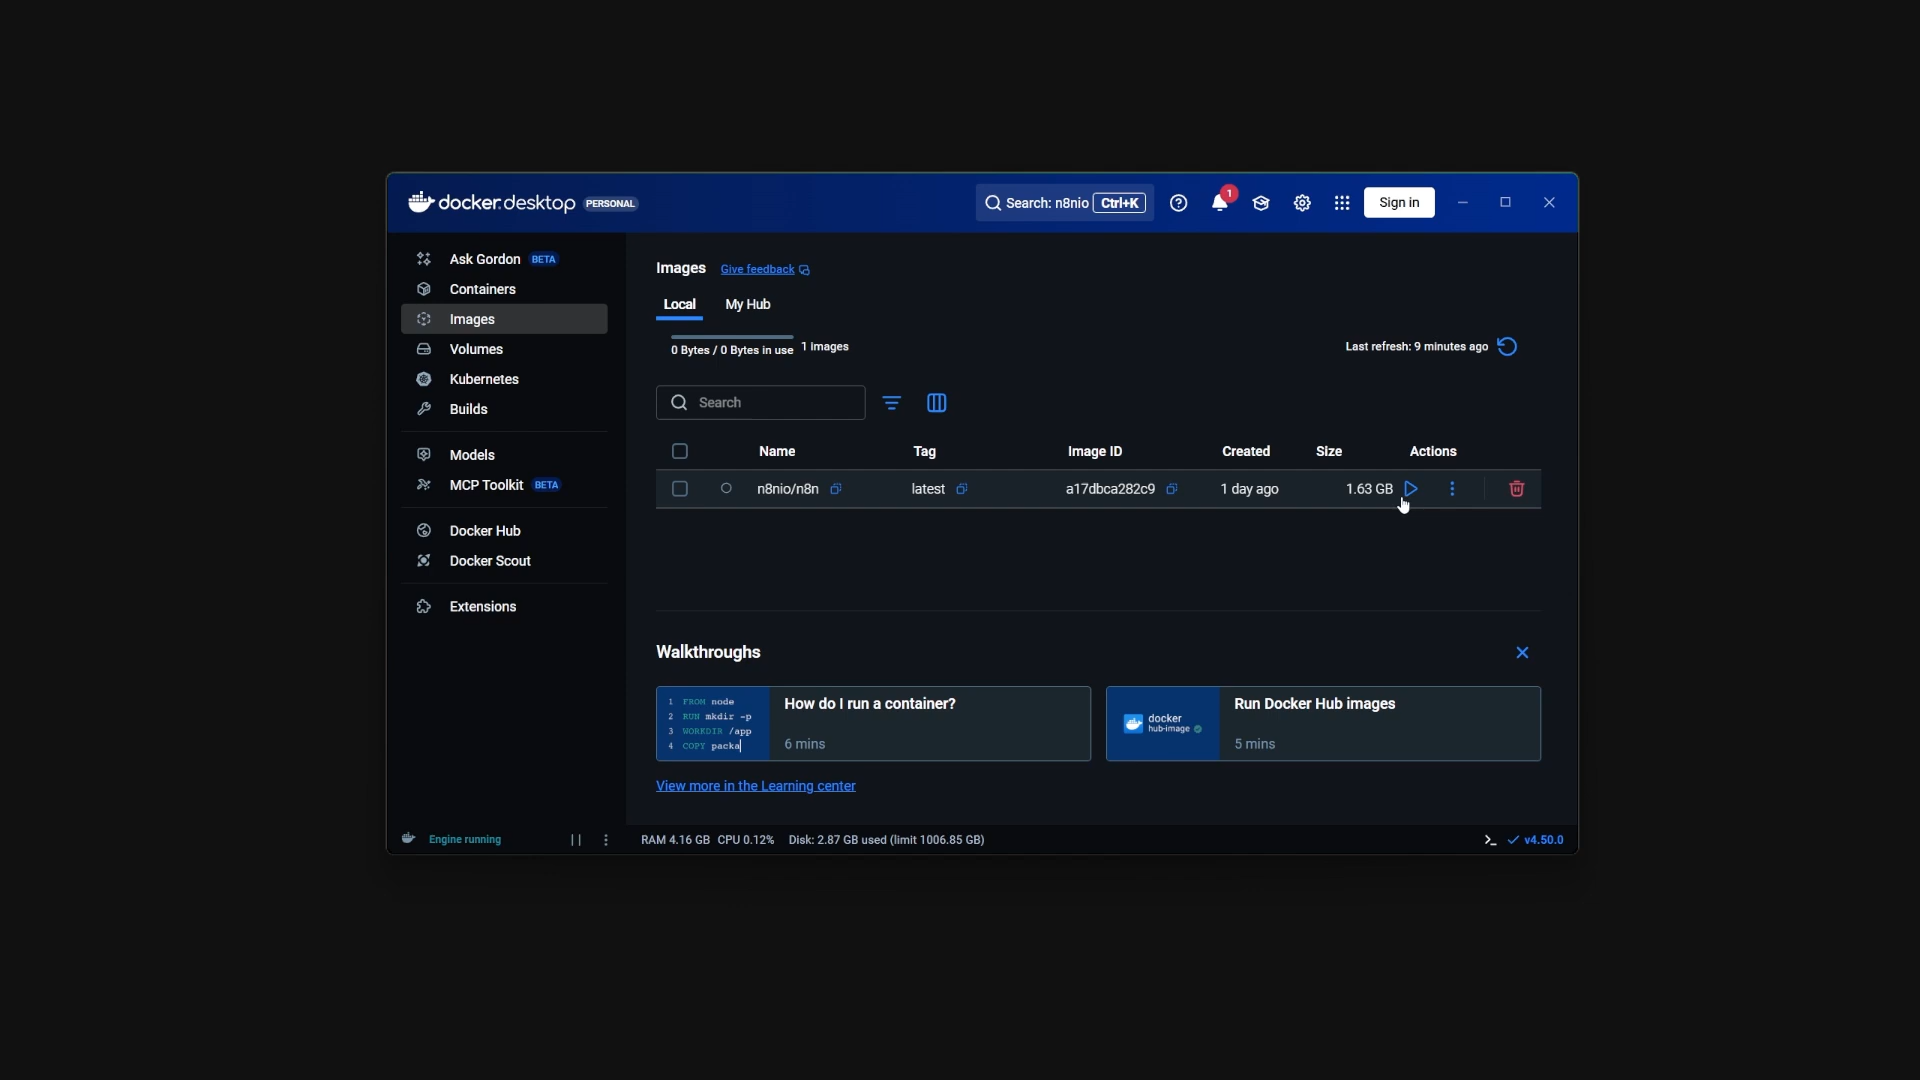 docker.desktop PERSONAL
Search: n8nio Ctrl+K
1
Sign in
Ask Gordon BETA
Containers
Images
Volumes
Kubernetes
Builds
Models
MCP Toolkit BETA
Docker Hub
Docker Scout
Extensions
Images Give feedback
Local My Hub
0 Bytes / 0 Bytes in use 1 Images
Last refresh: 9 minutes ago
Search
Name Tag Image ID Created Size Actions
n8nio/n8n latest a17dbca282c9 1 day ago 1.63 GB
Walkthroughs
1 FROM node
2 RUN mkdir -p
3 WORKDIR /app
4 COPY packa
How do I run a container?
6 mins
docker
hub-image
Run Docker Hub images
5 mins
View more in the Learning center
Engine running
RAM 4.16 GB CPU 0.12% Disk: 2.87 GB used (limit 1006.85 GB)
v4.50.0